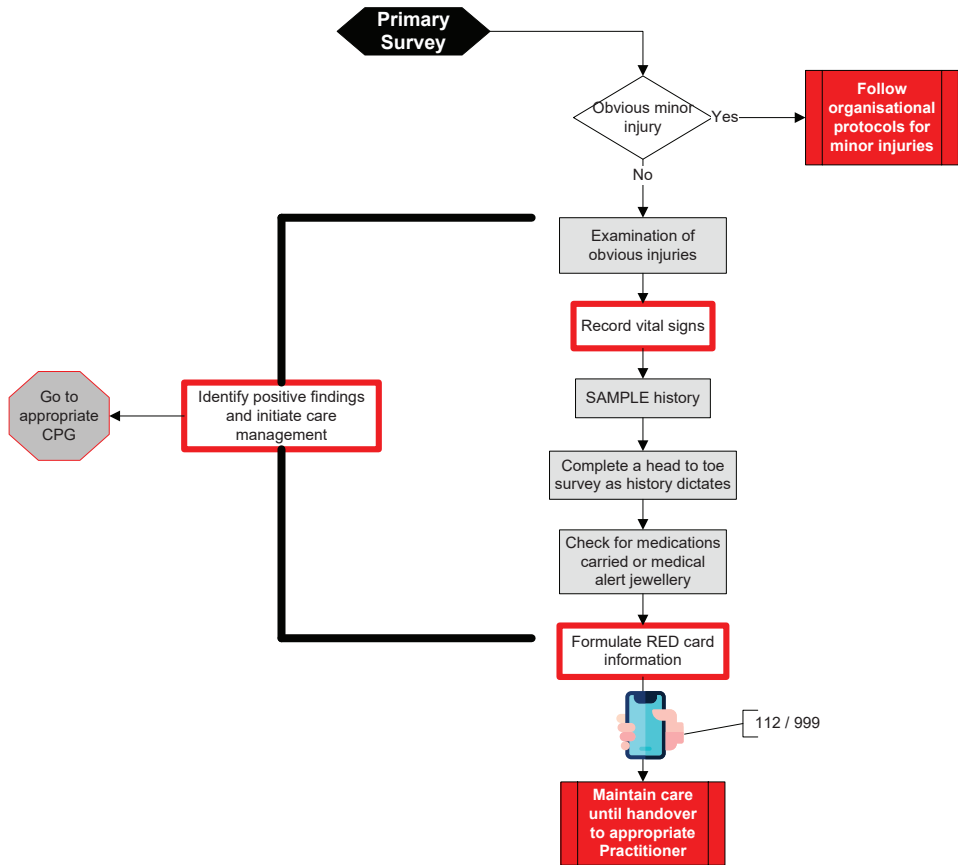 Primary
Survey
Obvious minor
injury
Yes
Follow
organisational
protocols for
minor injuries
No
Examination of
obvious injuries
Record vital signs
SAMPLE history
Go to
appropriate
CPG
Identify positive findings
and initiate care
management
Complete a head to toe
survey as history dictates
Check for medications
carried or medical
alert jewellery
Formulate RED card
information
112 / 999
Maintain care
until handover
to appropriate
Practitioner